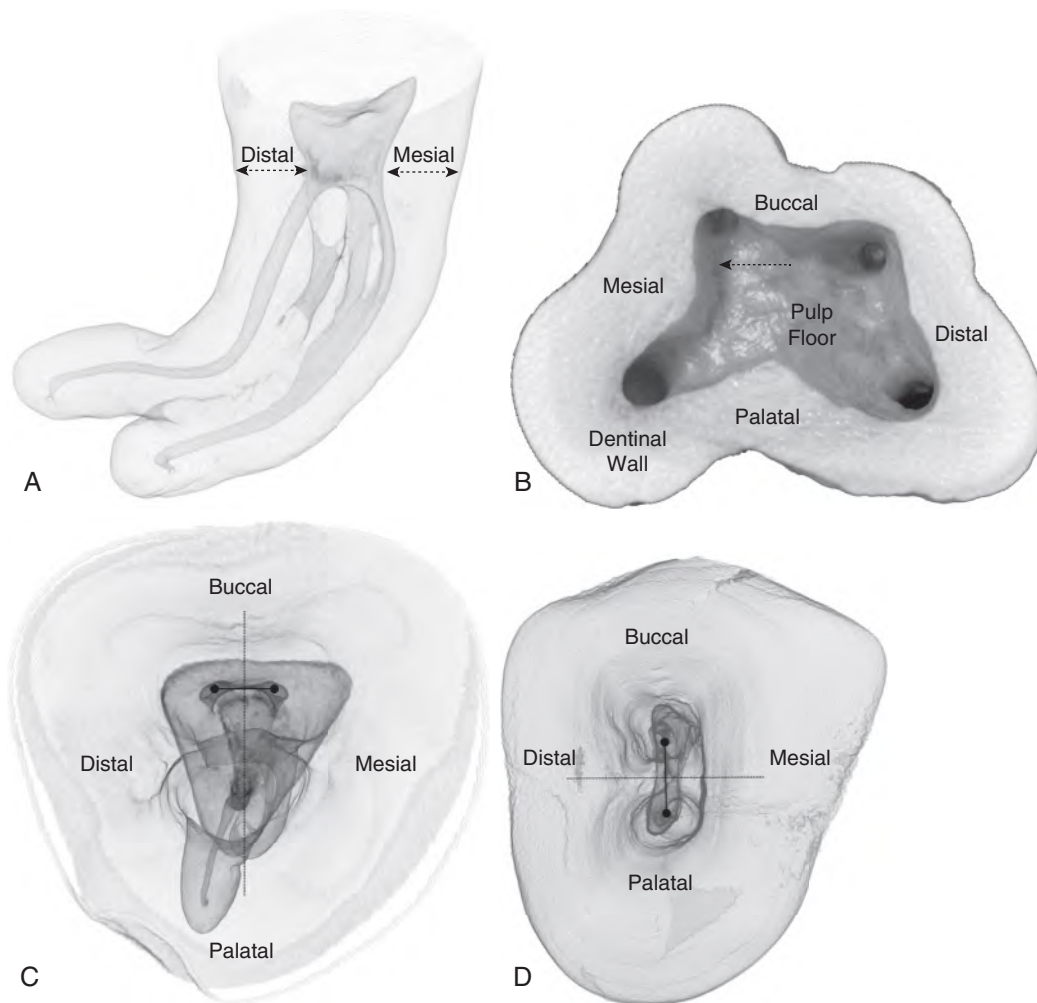 Distal
Mesial
A
Buccal
Mesial
Pulp
Floor
Distal
Palatal
Dentinal
Wall
B
Buccal
Distal
Mesial
Palatal
C
Buccal
Distal
Mesial
Palatal
D